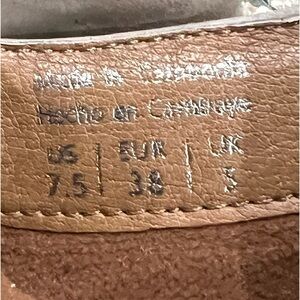 Made in Cambodia
Hecho en Camboya
US | EUR | UK
7.5 | 38 | 5